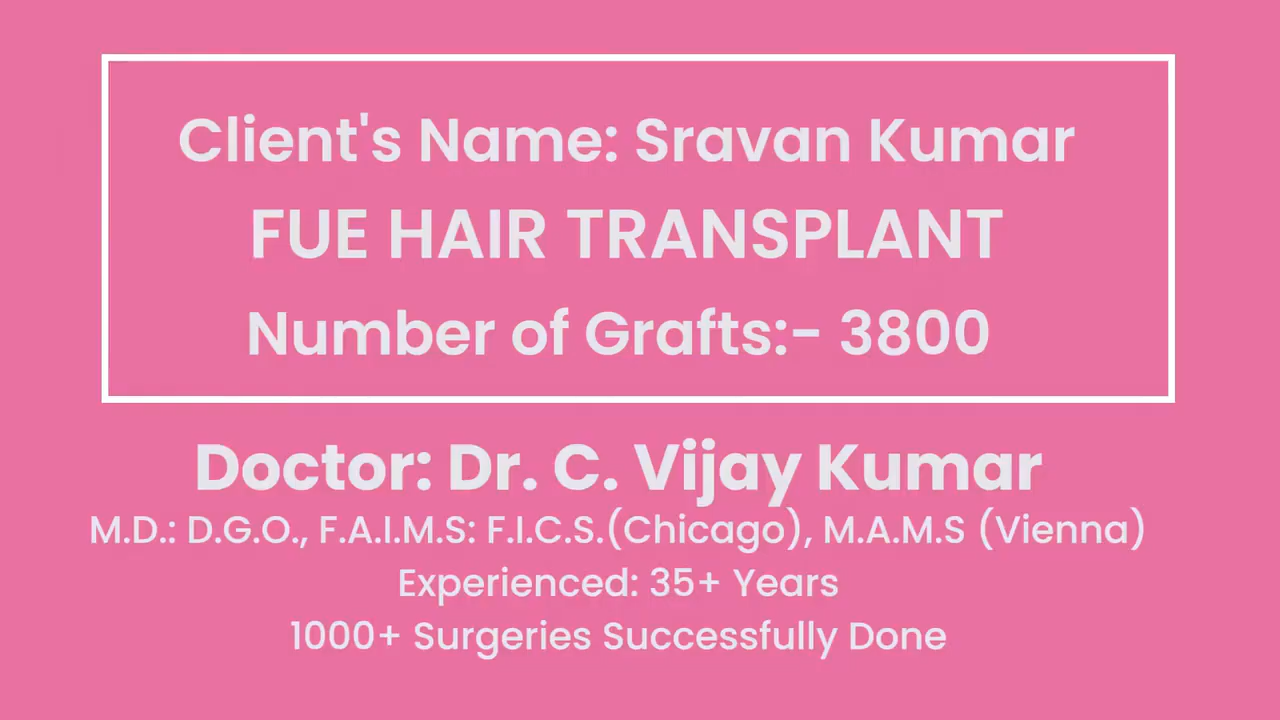 Client's Name: Sravan Kumar
FUE HAIR TRANSPLANT
Number of Grafts:- 3800
Doctor: Dr. C. Vijay Kumar
M.D.: D.G.O., F.A.I.M.S: F.I.C.S.(Chicago), M.A.M.S (Vienna)
Experienced: 35+ Years
1000+ Surgeries Successfully Done